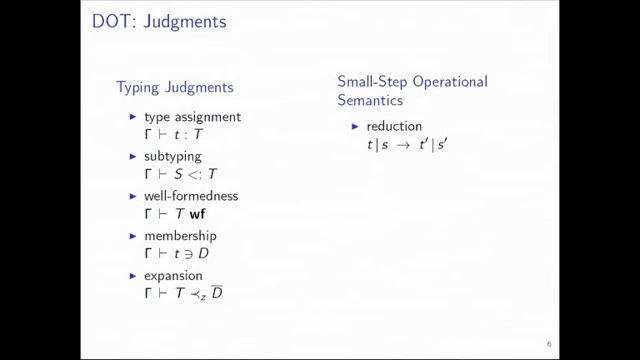 DOT: Judgments
Typing Judgments
▶ type assignment
Γ ⊢ t : T
▶ subtyping
Γ ⊢ S <: T
▶ well-formedness
Γ ⊢ T wf
▶ membership
Γ ⊢ t ∋ D
▶ expansion
Γ ⊢ T ≺z D̅
Small-Step Operational
Semantics
▶ reduction
t | s → t′ | s′
6